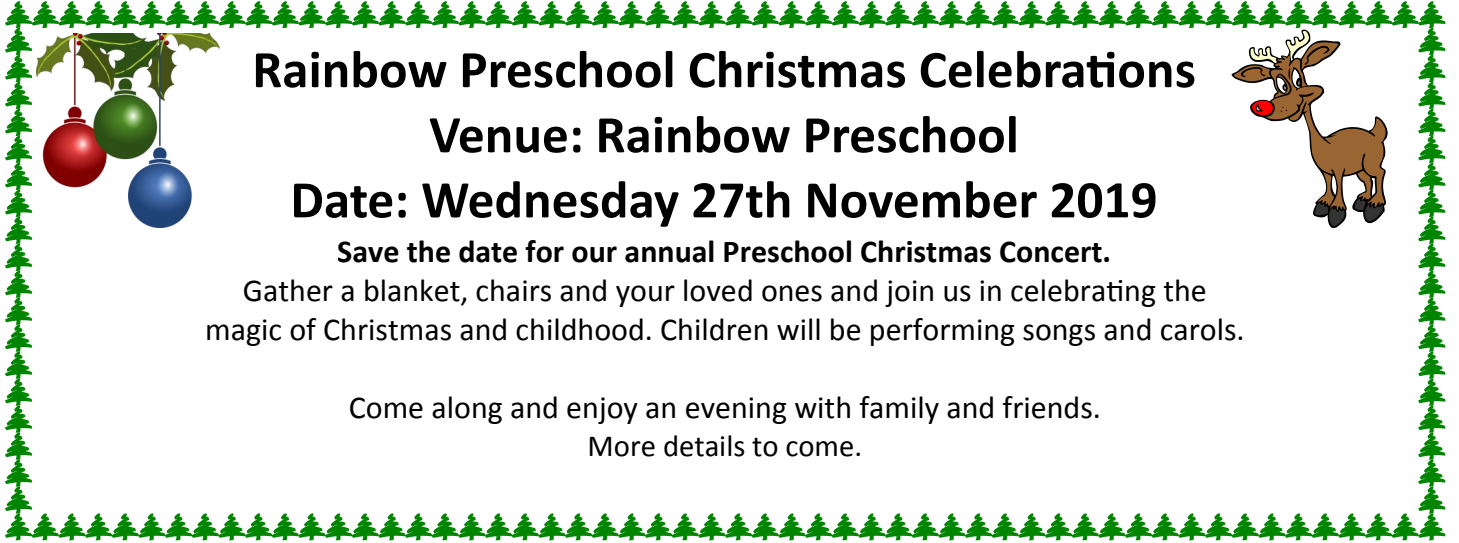 Rainbow Preschool Christmas Celebrations
Venue: Rainbow Preschool
Date: Wednesday 27th November 2019
Save the date for our annual Preschool Christmas Concert.
Gather a blanket, chairs and your loved ones and join us in celebrating the
magic of Christmas and childhood. Children will be performing songs and carols.
Come along and enjoy an evening with family and friends.
More details to come.